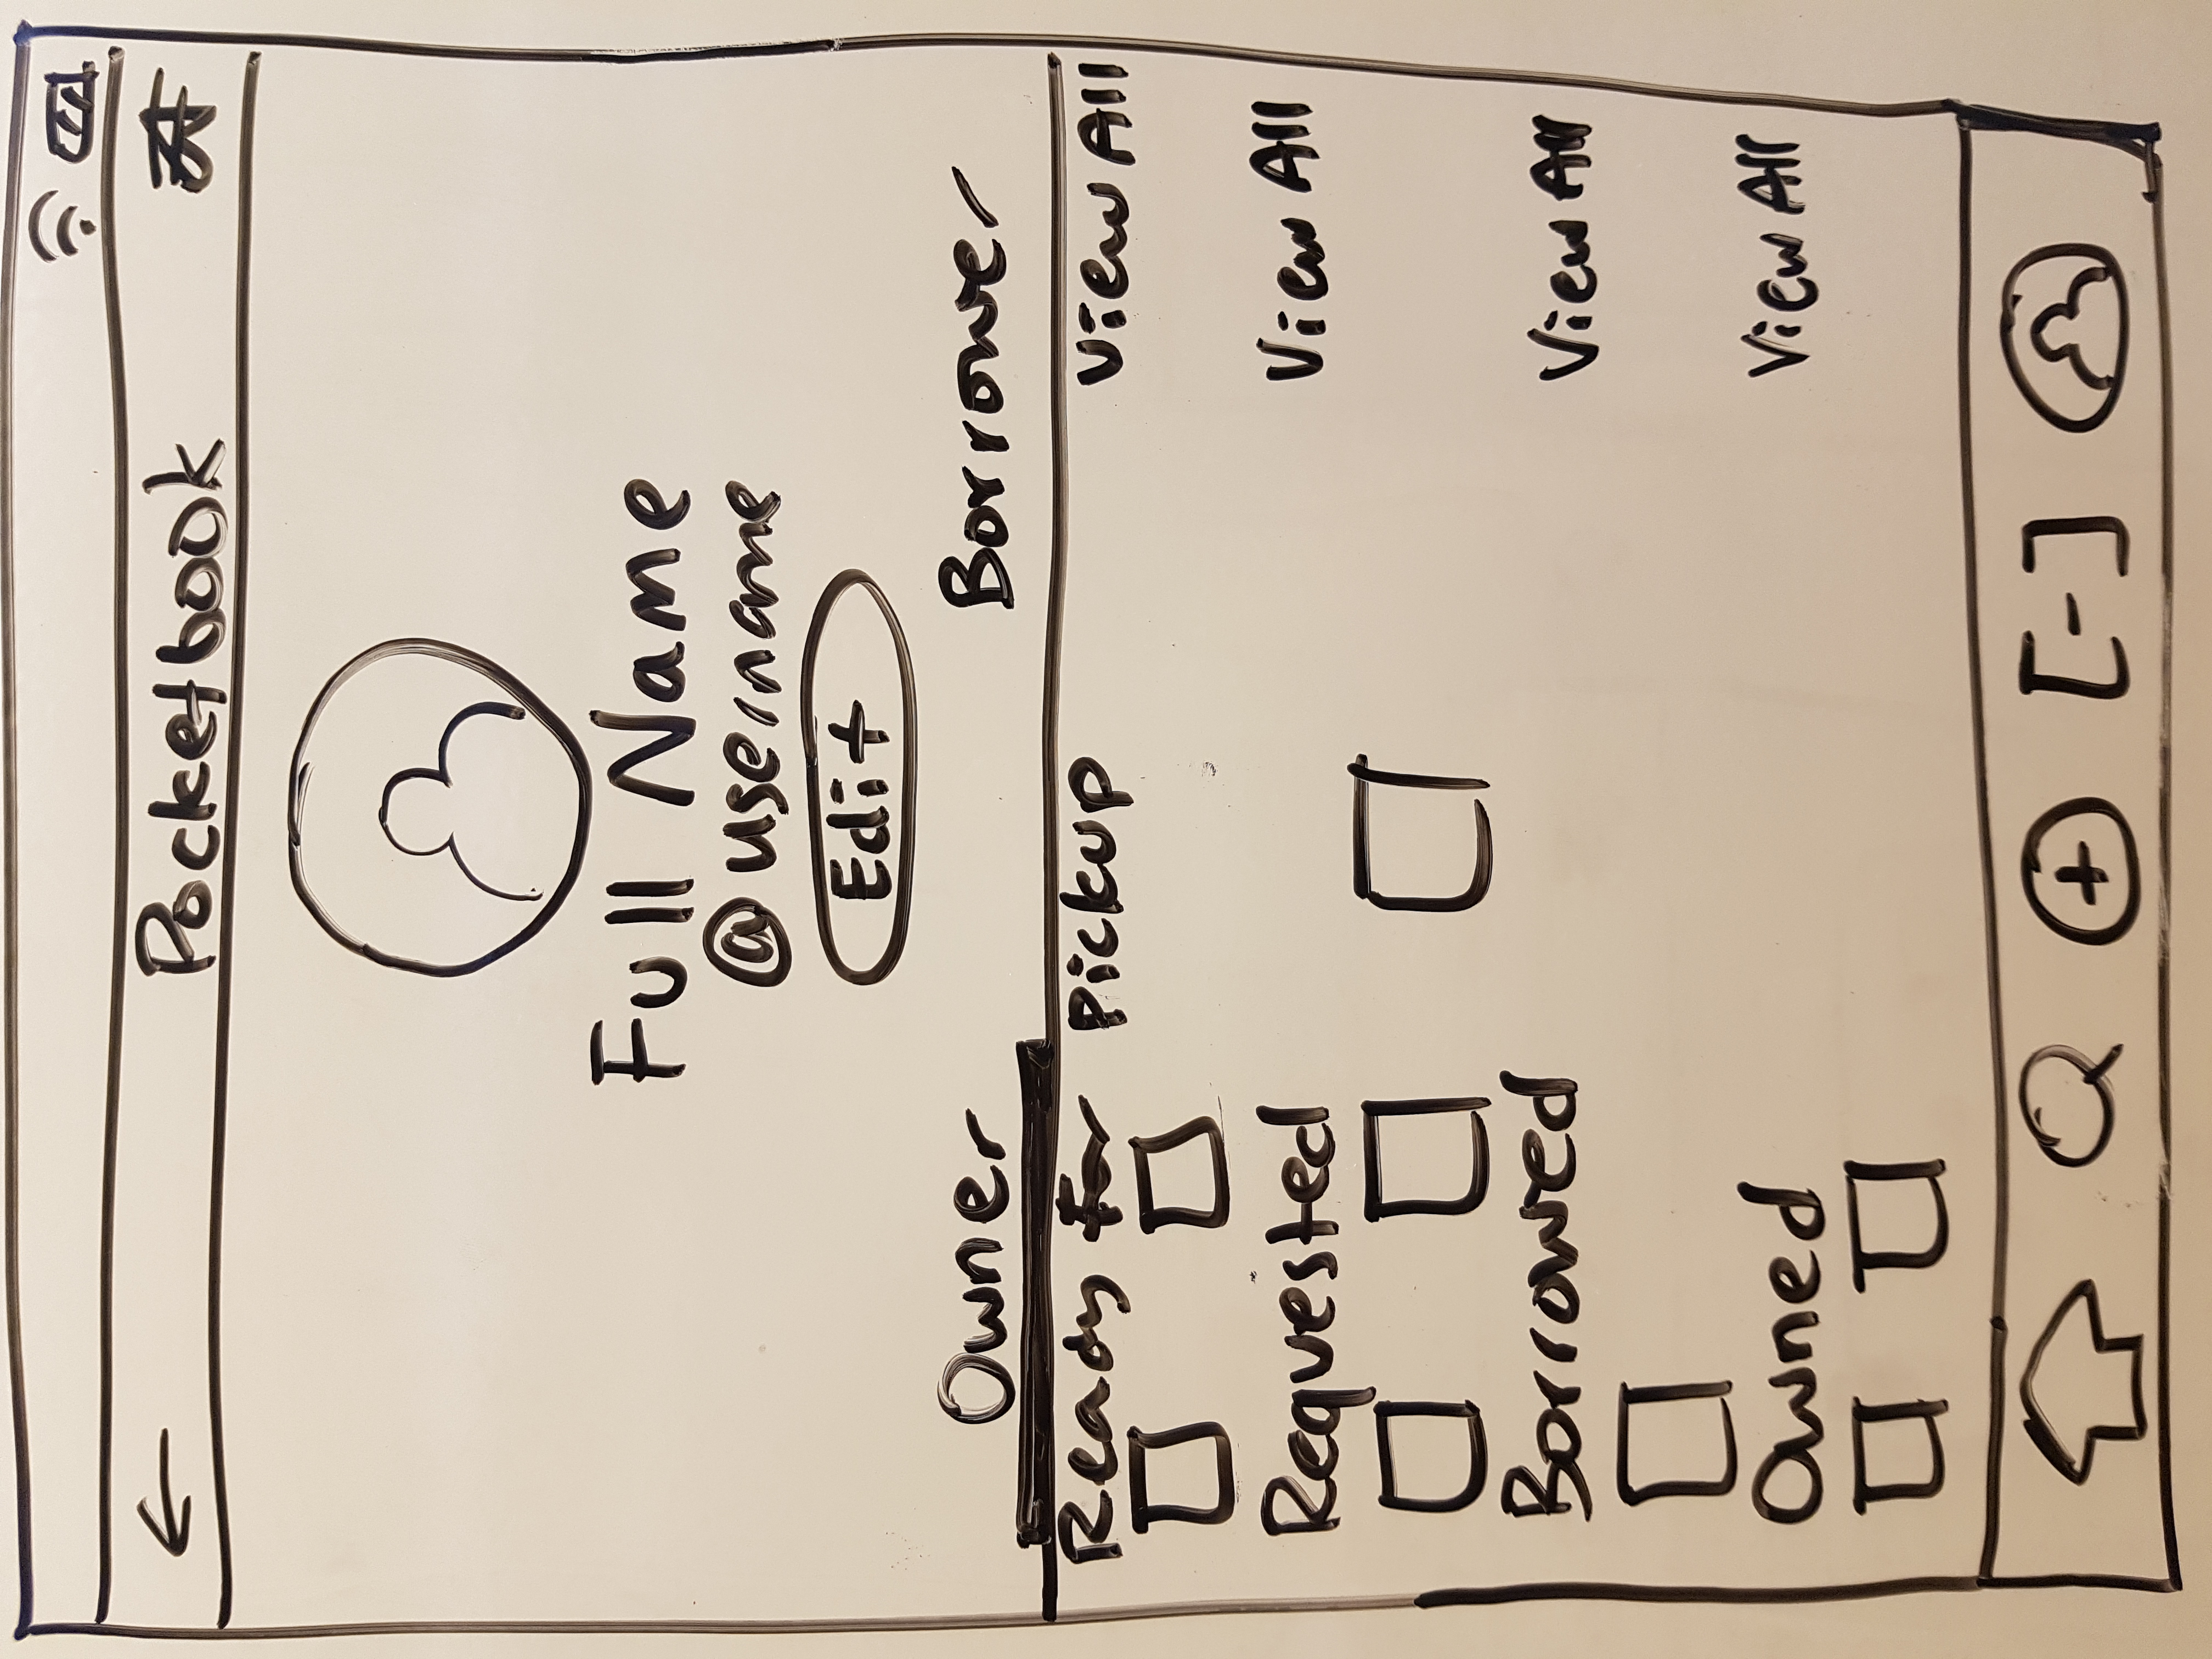 Pocketbook
Full Name
@username
Edit
Owner Borrower
Ready For Pickup View All
Requested View All
Borrowed View All
Owned View All